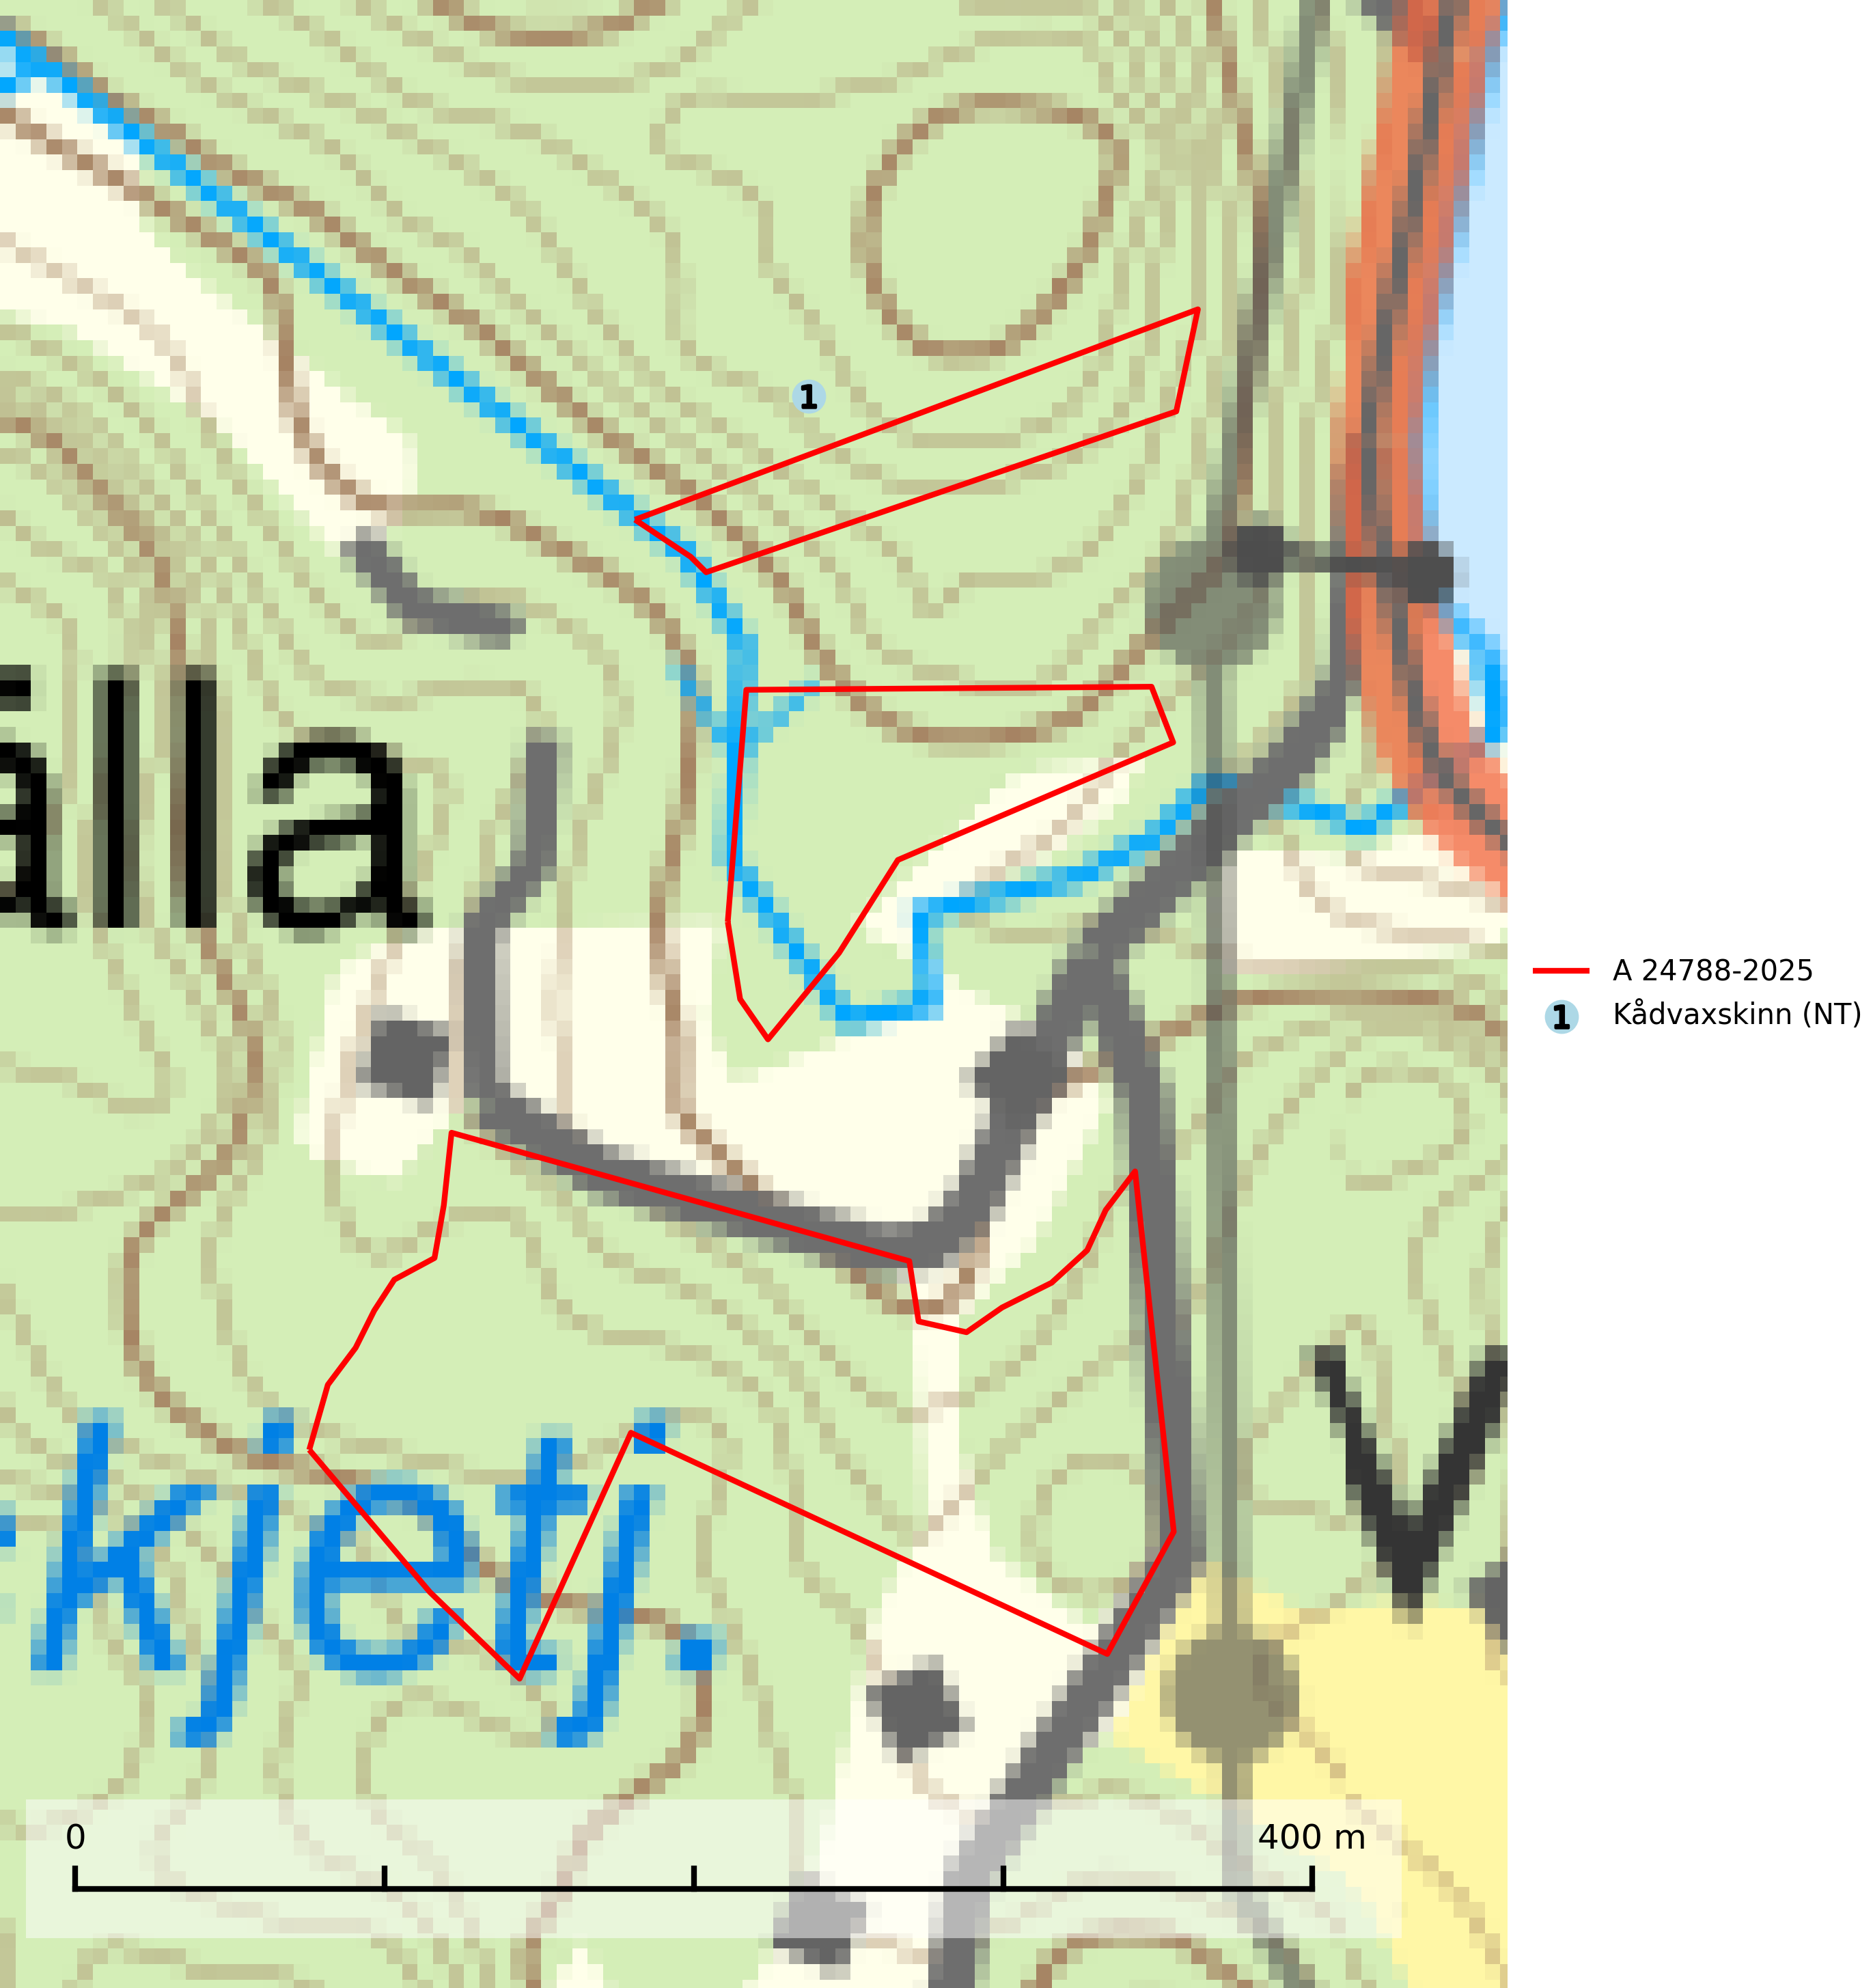 1
älla
A 24788-2025
1 Kådvaxskinn (NT)
kjetj.
V
0 400 m